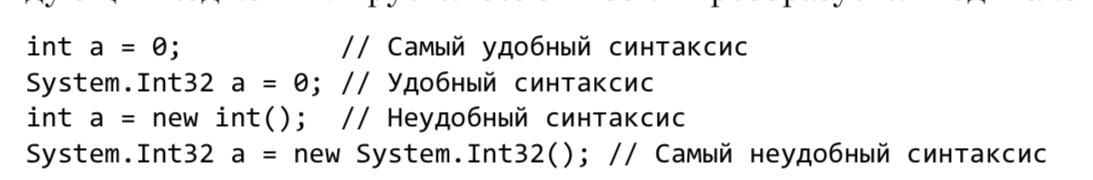 int a = 0; // Самый удобный синтаксис
System.Int32 a = 0; // Удобный синтаксис
int a = new int(); // Неудобный синтаксис
System.Int32 a = new System.Int32(); // Самый неудобный синтаксис